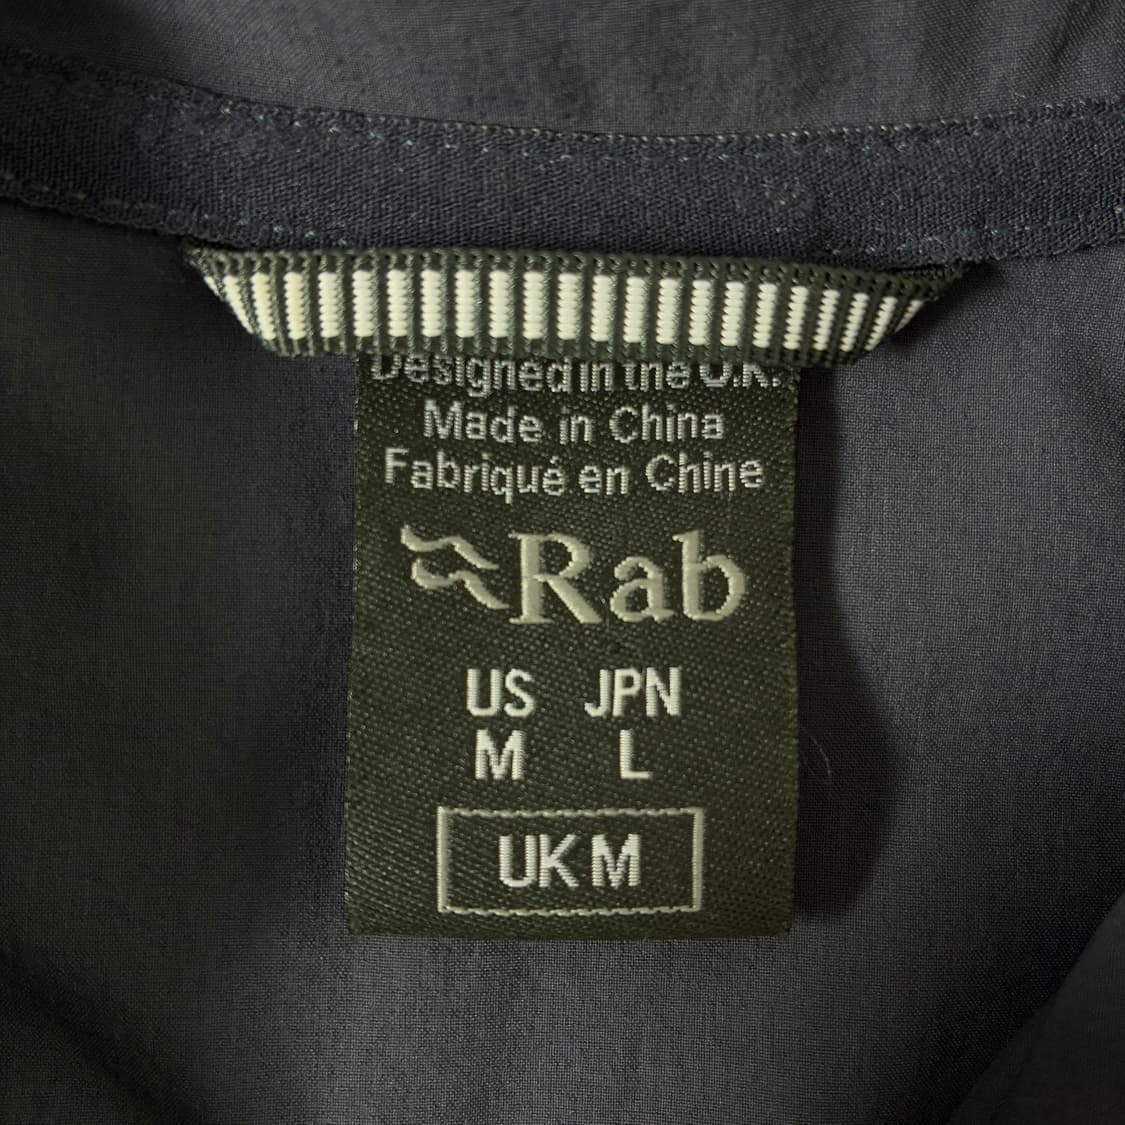 Designed in the U.K.
Made in China
Fabriqué en Chine
Rab
US JPN
M L
UK M